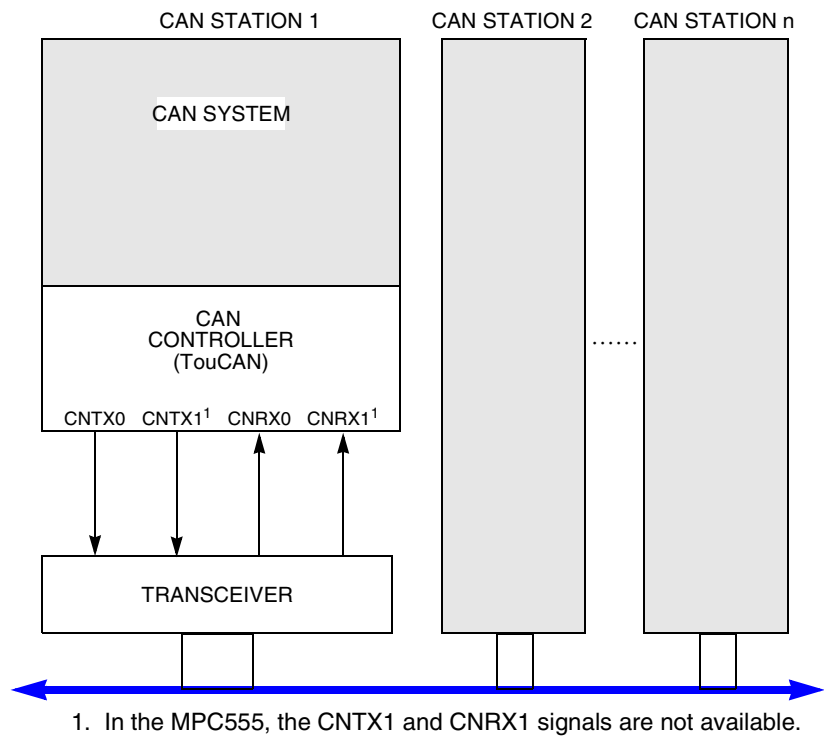 CAN STATION 1
CAN STATION 2
CAN STATION n
CAN SYSTEM
CAN
CONTROLLER
(TouCAN)
......
CNTX0 CNTX1¹ CNRX0 CNRX1¹
TRANSCEIVER
1. In the MPC555, the CNTX1 and CNRX1 signals are not available.